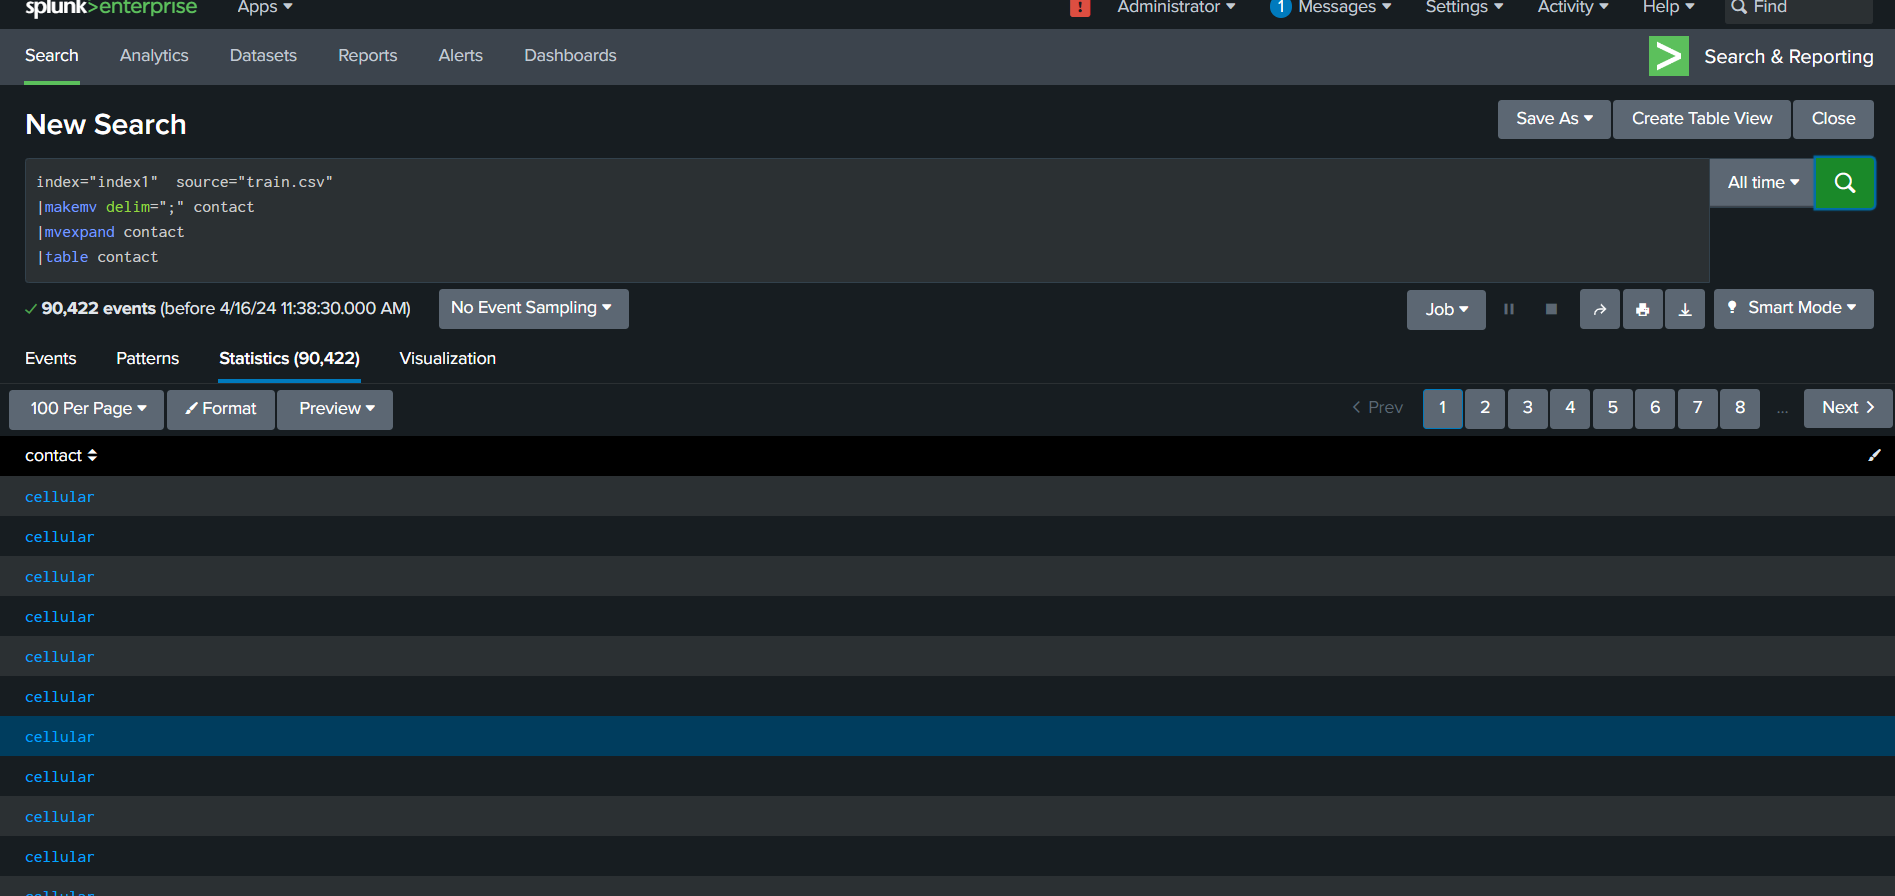 splunk>enterprise Apps Administrator 1 Messages Settings Activity Help Find
Search Analytics Datasets Reports Alerts Dashboards Search & Reporting
New Search Save As Create Table View Close
index="index1"  source="train.csv" All time
|makemv delim=";" contact
|mvexpand contact
|table contact
90,422 events (before 4/16/24 11:38:30.000 AM) No Event Sampling Job Smart Mode
Events Patterns Statistics (90,422) Visualization
100 Per Page Format Preview < Prev 1 2 3 4 5 6 7 8 ... Next >
contact
cellular
cellular
cellular
cellular
cellular
cellular
cellular
cellular
cellular
cellular